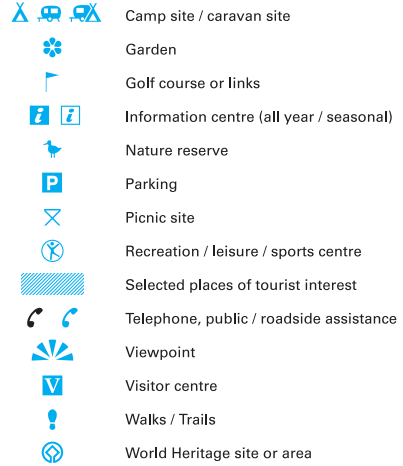 Camp site / caravan site
Garden
Golf course or links
i i Information centre (all year / seasonal)
Nature reserve
P Parking
Picnic site
Recreation / leisure / sports centre
Selected places of tourist interest
Telephone, public / roadside assistance
Viewpoint
V Visitor centre
Walks / Trails
World Heritage site or area